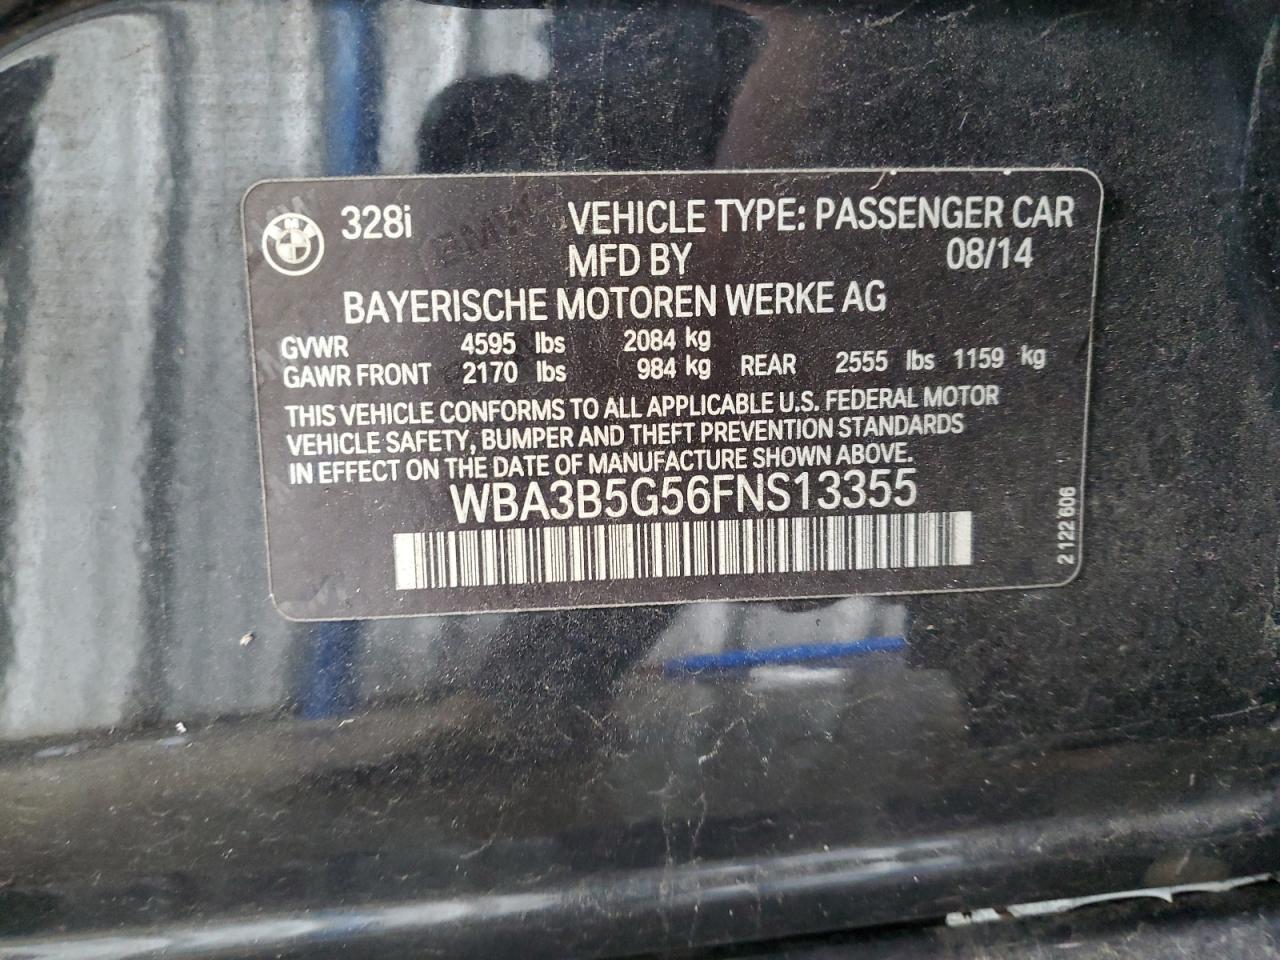 BMW 328i VEHICLE TYPE: PASSENGER CAR
MFD BY 08/14
BAYERISCHE MOTOREN WERKE AG
GVWR 4595 lbs 2084 kg
GAWR FRONT 2170 lbs 984 kg REAR 2555 lbs 1159 kg
THIS VEHICLE CONFORMS TO ALL APPLICABLE U.S. FEDERAL MOTOR
VEHICLE SAFETY, BUMPER AND THEFT PREVENTION STANDARDS
IN EFFECT ON THE DATE OF MANUFACTURE SHOWN ABOVE.
WBA3B5G56FNS13355
2 122 606